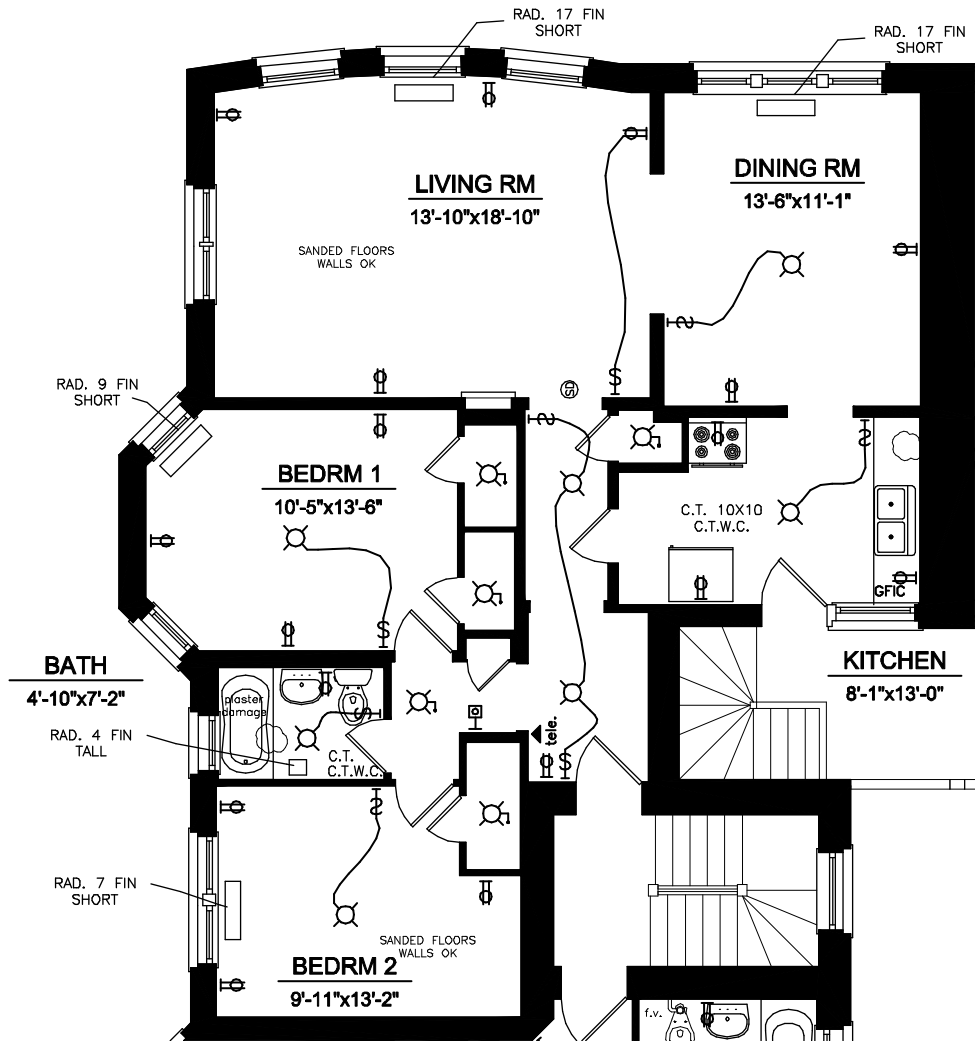 RAD. 17 FIN
SHORT
RAD. 17 FIN
SHORT
LIVING RM
13'-10"x18'-10"
DINING RM
13'-6"x11'-1"
SANDED FLOORS
WALLS OK
RAD. 9 FIN
SHORT
SD
S
S
S
S
BEDRM 1
10'-5"x13'-6"
C.T. 10X10
C.T.W.C.
GFIC
S
BATH
4'-10"x7'-2"
KITCHEN
8'-1"x13'-0"
plaster
damage
S
RAD. 4 FIN
TALL
C.T.
C.T.W.C.
tele.
S
S
RAD. 7 FIN
SHORT
SANDED FLOORS
WALLS OK
BEDRM 2
9'-11"x13'-2"
f.v.